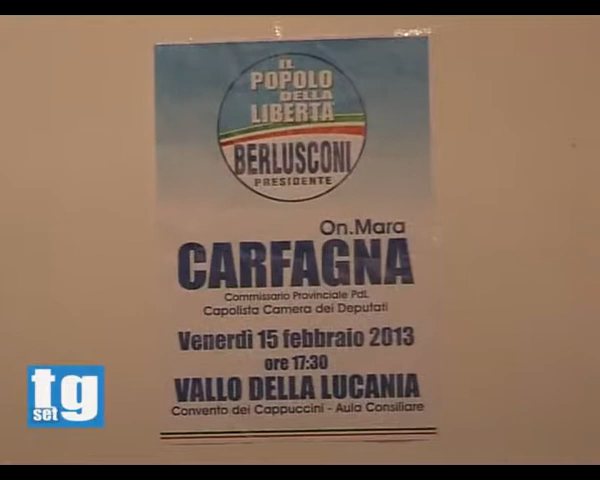 IL
POPOLO
DELLA
LIBERTÀ
BERLUSCONI
PRESIDENTE
On.Mara
CARFAGNA
Commissario Provinciale PdL
Capolista Camera dei Deputati
Venerdì 15 febbraio 2013
ore 17:30
VALLO DELLA LUCANIA
Convento dei Cappuccini - Aula Consiliare
tg
set